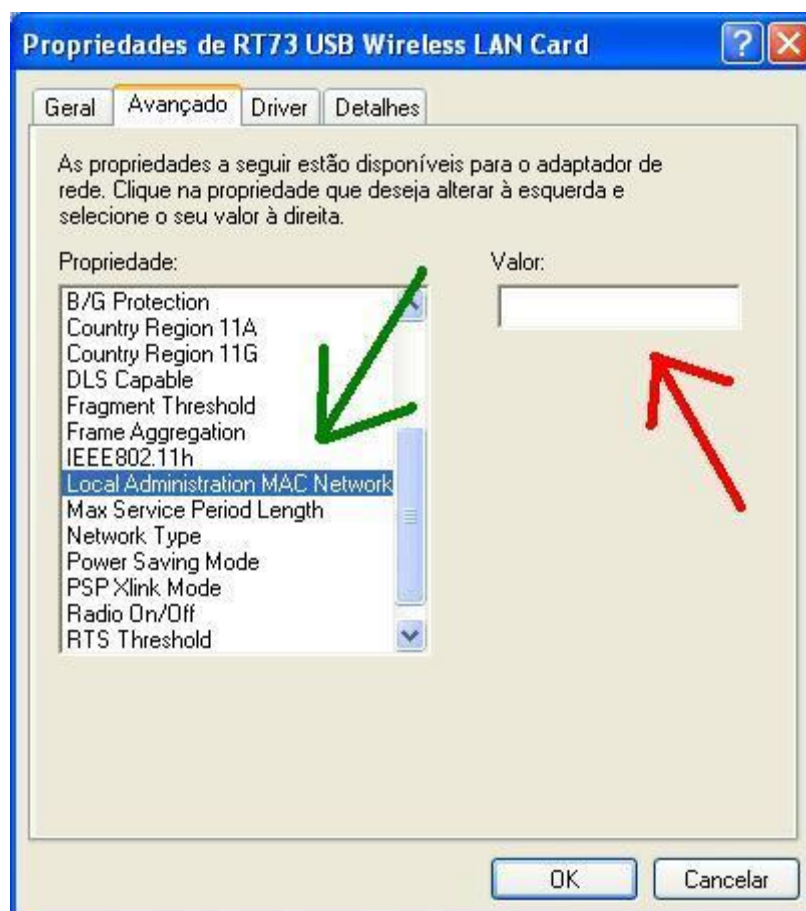 Propriedades de RT73 USB Wireless LAN Card
Geral Avançado Driver Detalhes
As propriedades a seguir estão disponíveis para o adaptador de
rede. Clique na propriedade que deseja alterar à esquerda e
selecione o seu valor à direita.
Propriedade:
Valor:
B/G Protection
Country Region 11A
Country Region 11G
DLS Capable
Fragment Threshold
Frame Aggregation
IEEE802.11h
Local Administration MAC Network
Max Service Period Length
Network Type
Power Saving Mode
PSP Xlink Mode
Radio On/Off
RTS Threshold
OK Cancelar